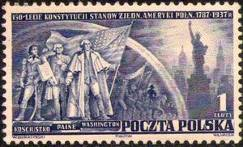 150-LECIE KONSTYTUCJI STANÓW ZJEDN. AMERYKI PÓŁN. 1787-1937
1
ZŁOTY
KOŚCIUSZKO PAINE WASHINGTON POCZTA POLSKA